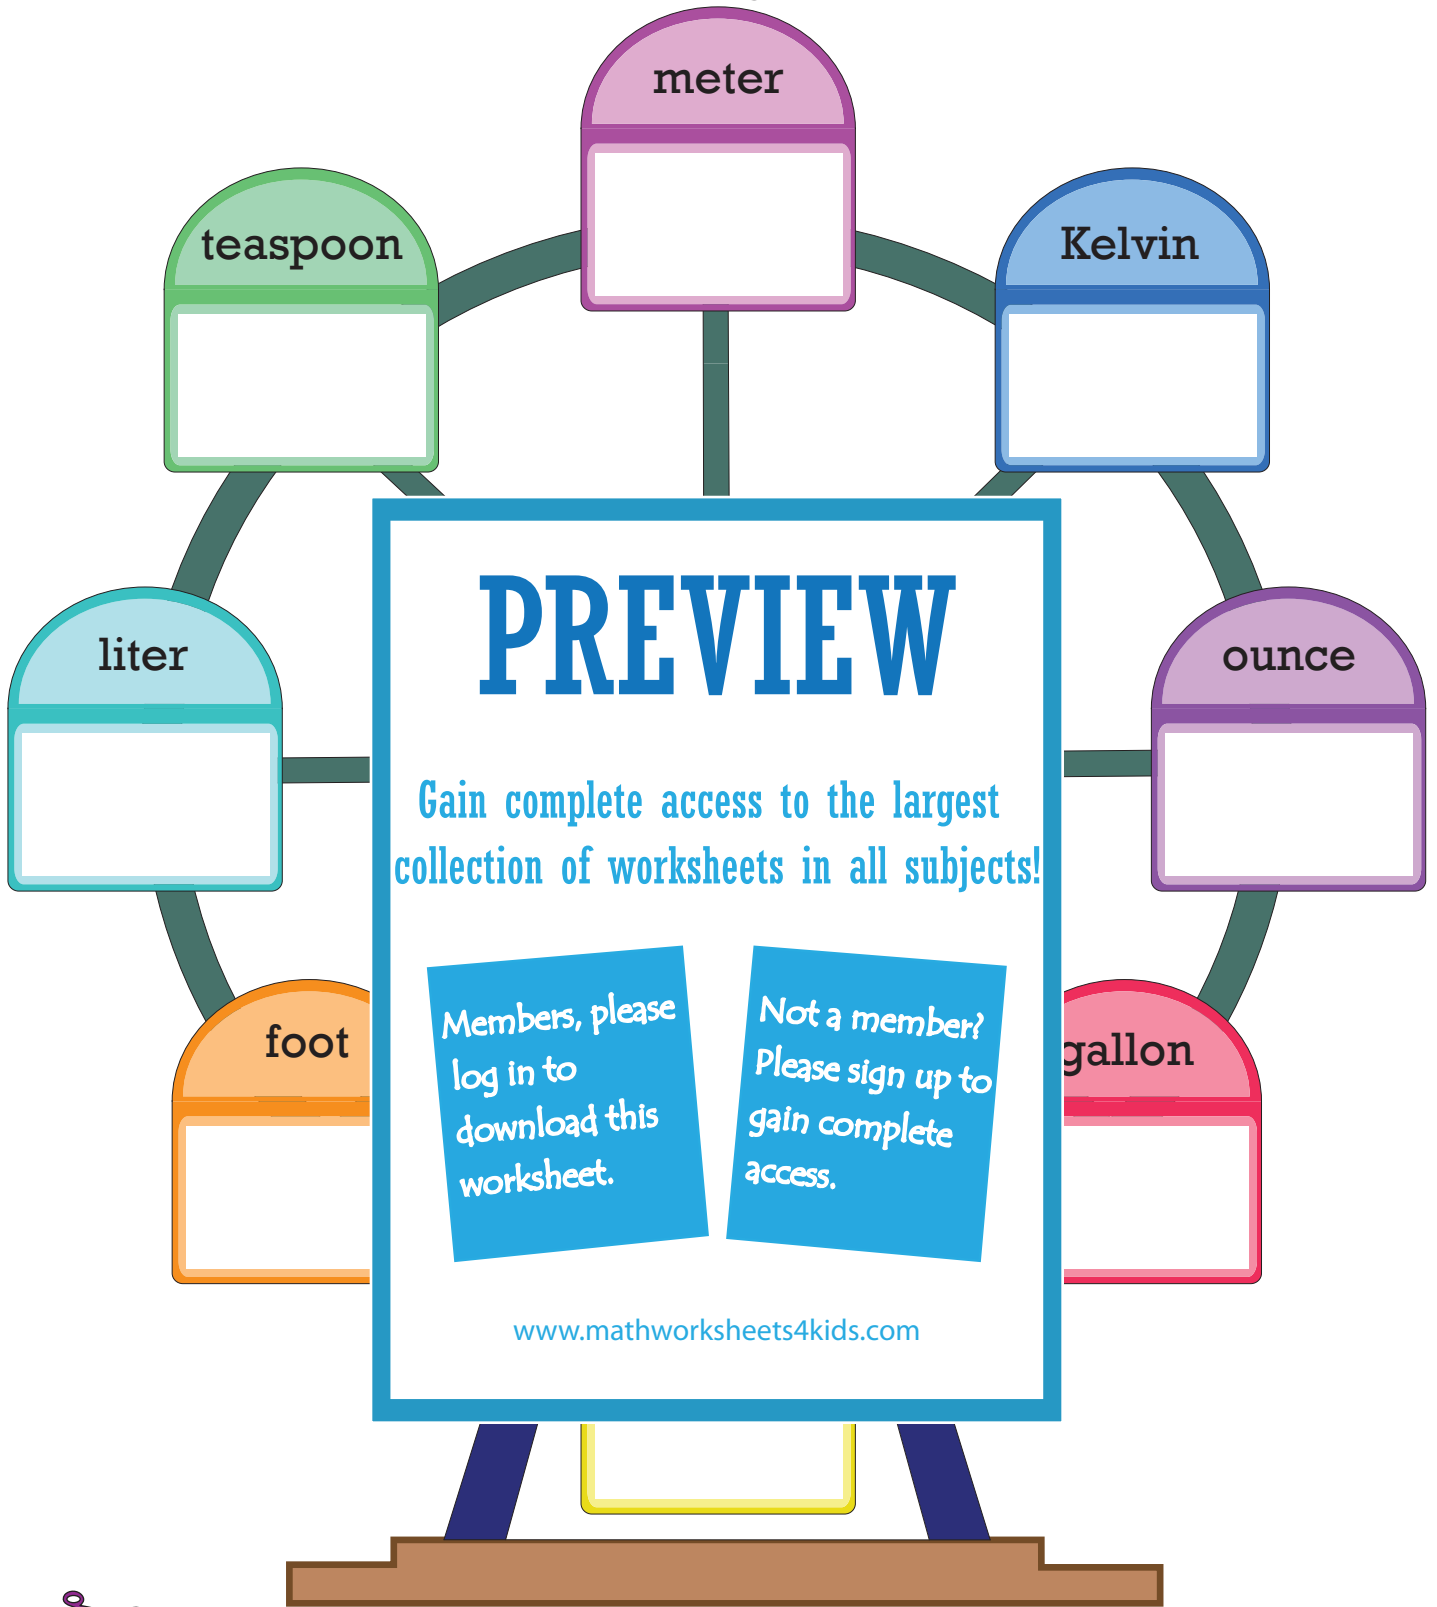 meter
teaspoon
Kelvin
liter
ounce
PREVIEW
Gain complete access to the largest
collection of worksheets in all subjects!
foot
gallon
Members, please
log in to
download this
worksheet.
Not a member?
Please sign up to
gain complete
access.
www.mathworksheets4kids.com